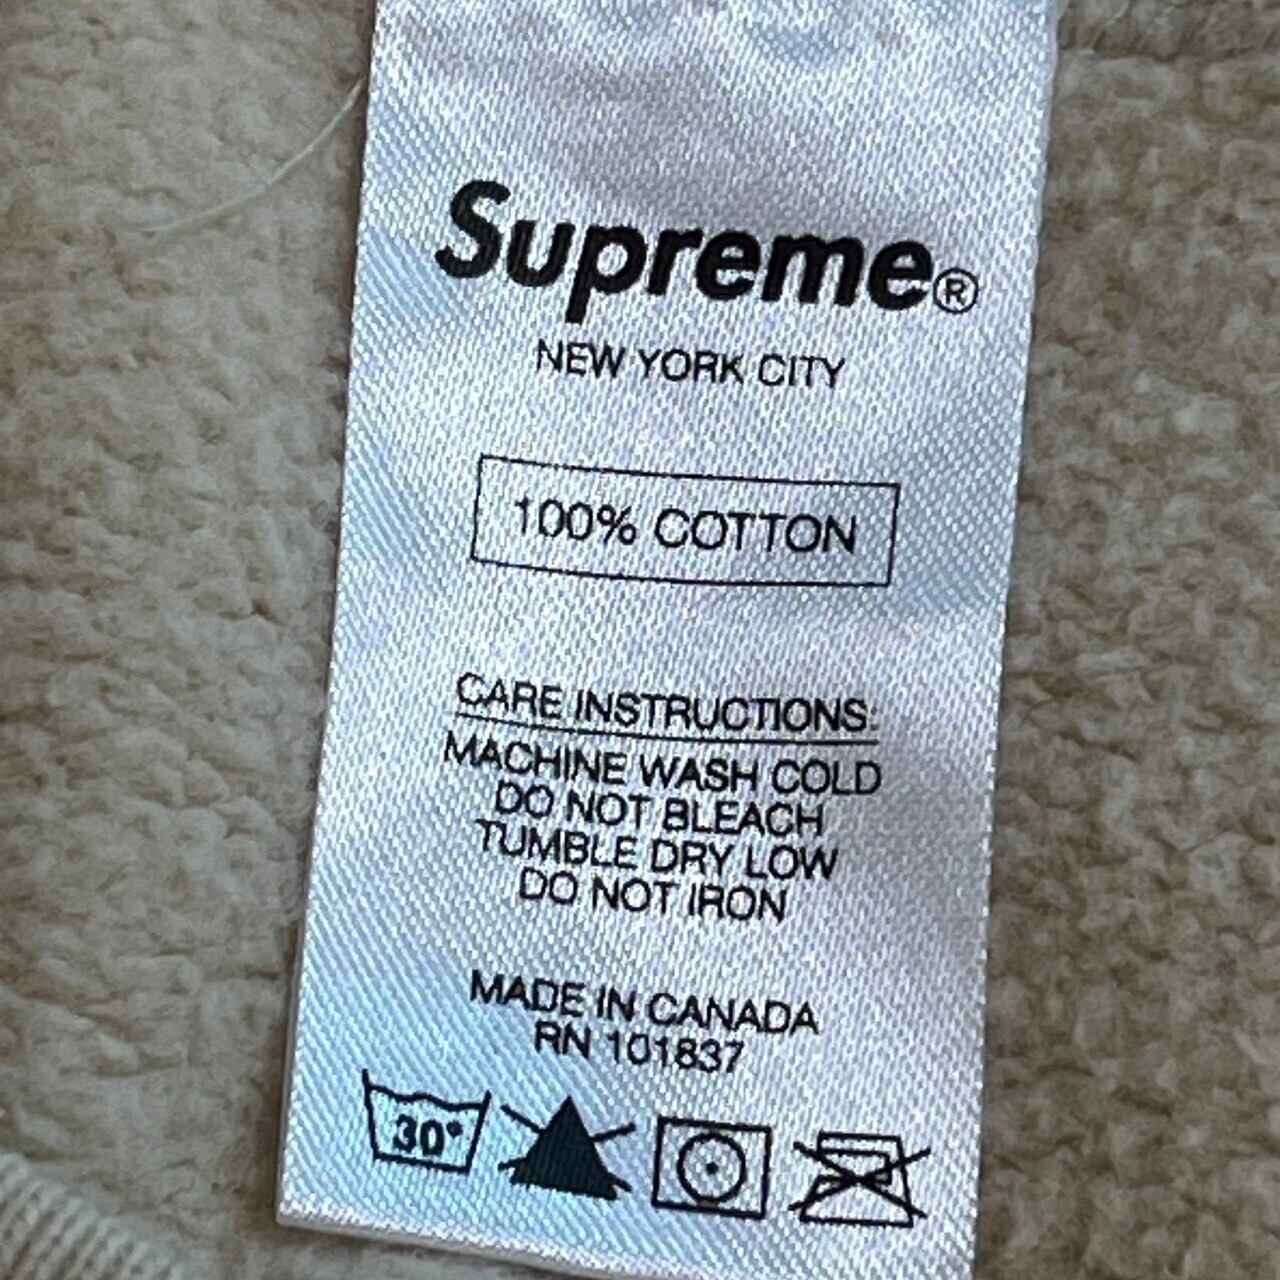 Supreme®
NEW YORK CITY
100% COTTON
CARE INSTRUCTIONS:
MACHINE WASH COLD
DO NOT BLEACH
TUMBLE DRY LOW
DO NOT IRON
MADE IN CANADA
RN 101837
30°